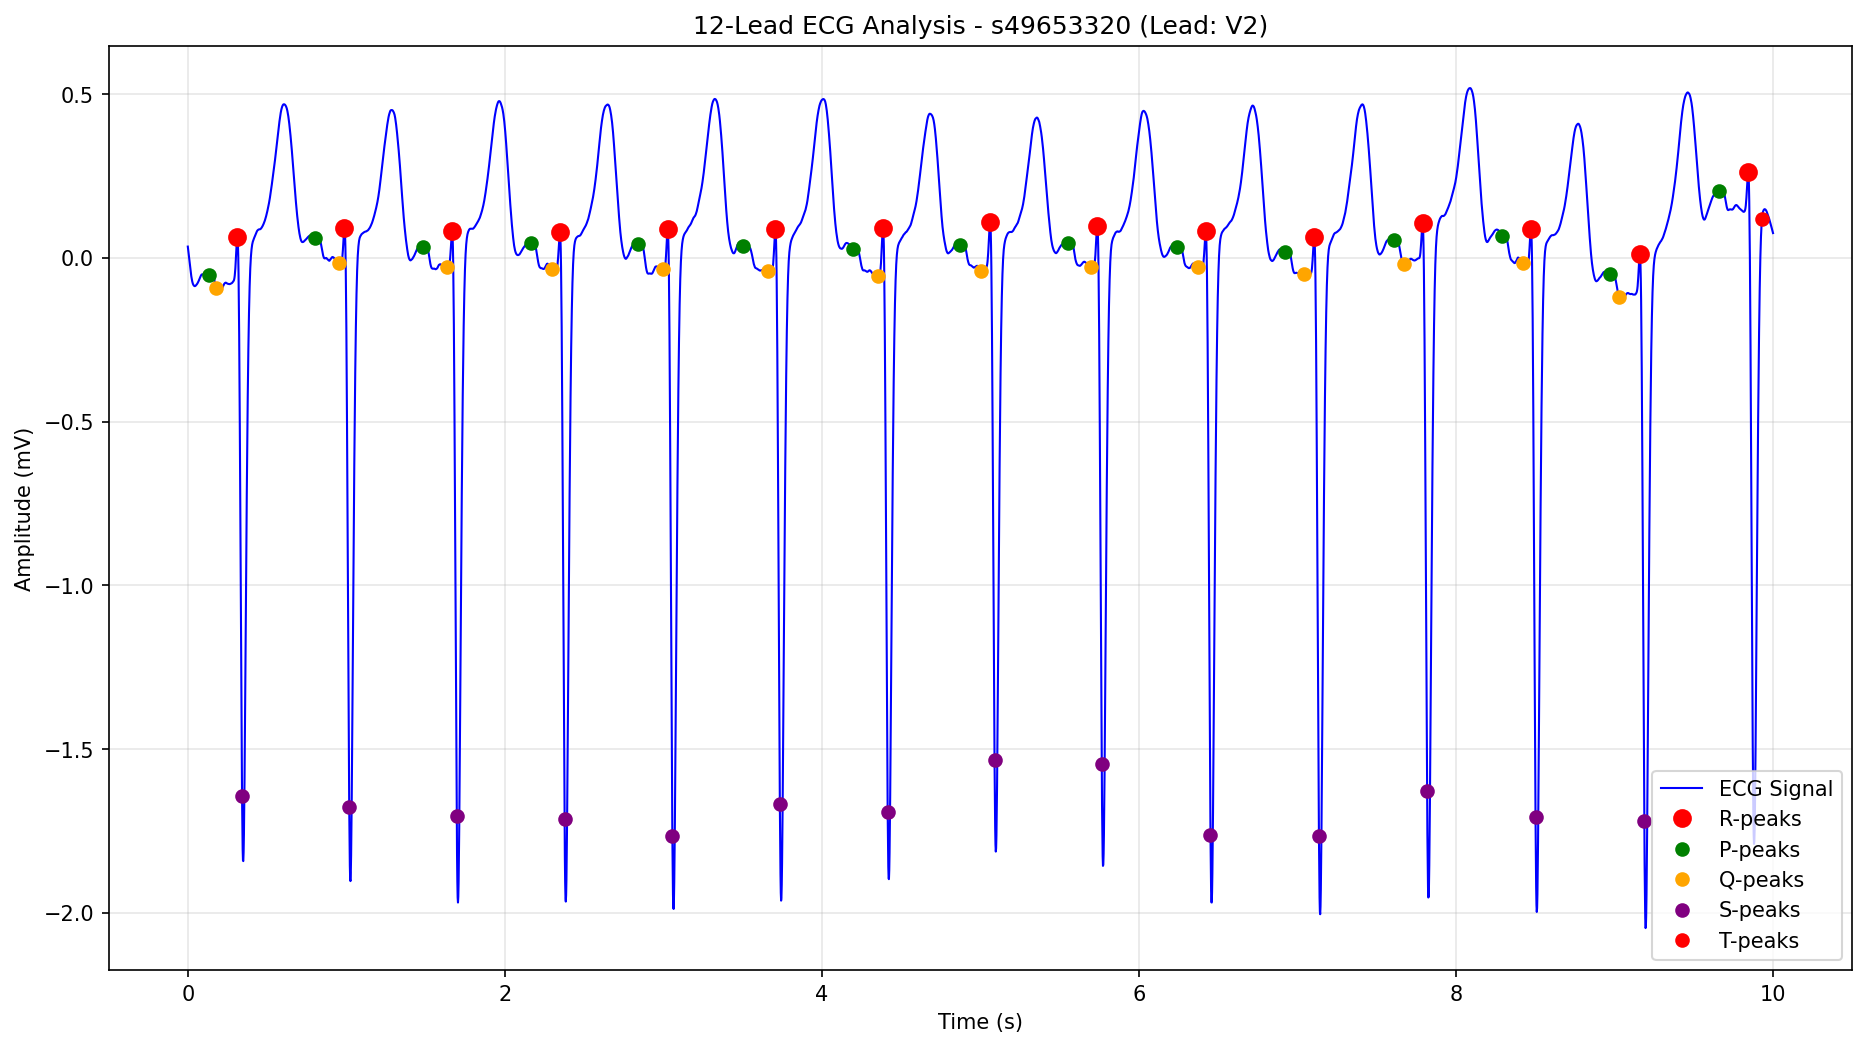 12-Lead ECG Analysis - s49653320 (Lead: V2)
Amplitude (mV)
0.5
0.0
−0.5
−1.0
−1.5
−2.0
0
2
4
6
8
10
Time (s)
ECG Signal
R-peaks
P-peaks
Q-peaks
S-peaks
T-peaks